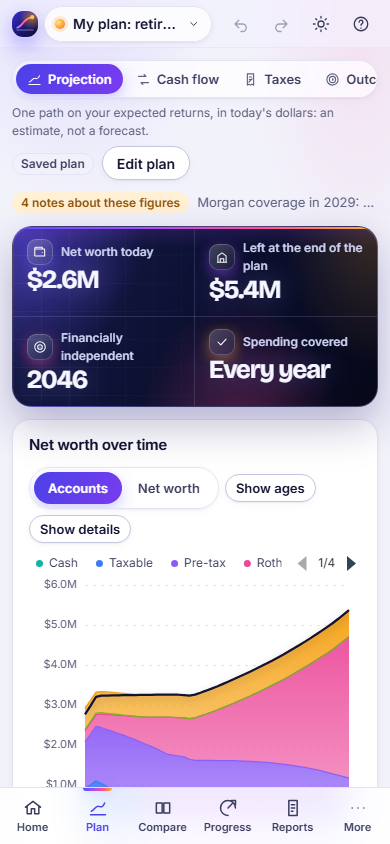 My plan: retir...
Projection
Cash flow
Taxes
Outc
One path on your expected returns, in today's dollars: an
estimate, not a forecast.
Saved plan
Edit plan
4 notes about these figures
Morgan coverage in 2029: ...
Net worth today
$2.6M
Left at the end of the
plan
$5.4M
Financially
independent
2046
Spending covered
Every year
Net worth over time
Accounts
Net worth
Show ages
Show details
Cash
Taxable
Pre-tax
Roth
1/4
$6.0M
$5.0M
$4.0M
$3.0M
$2.0M
$1.0M
Home
Plan
Compare
Progress
Reports
More